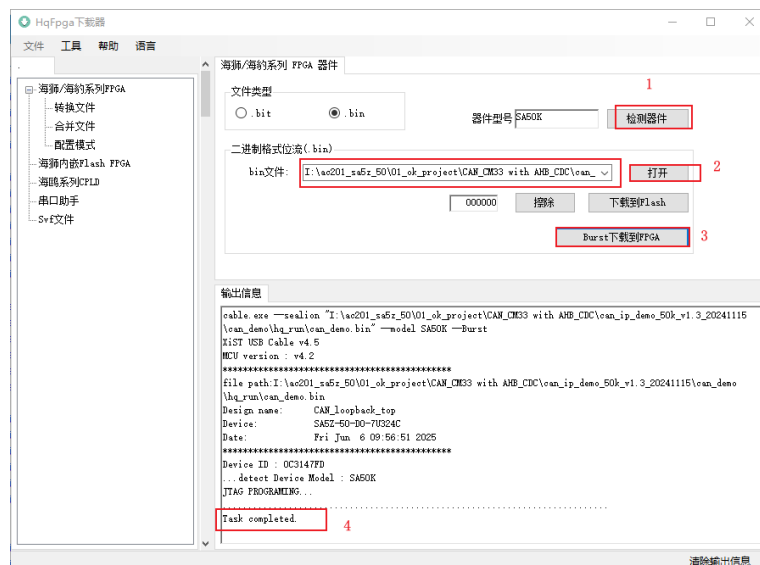 HqFpga下载器
文件 工具 帮助 语言
.
海狮/海豹系列FPGA
转换文件
合并文件
配置模式
海狮内嵌Flash FPGA
海鸥系列CPLD
串口助手
Svf文件
海狮/海豹系列 FPGA 器件
1
文件类型
.bit .bin
器件型号 SA50K 检测器件
二进制格式位流(.bin)
bin文件: I:\ac201_sa5z_50\01_ok_project\CAN_CM33 with AHB_CDC\can_ 打开 2
000000 擦除 下载到Flash
Burst下载到FPGA 3
输出信息
cable.exe --sealion "I:\ac201_sa5z_50\01_ok_project\CAN_CM33 with AHB_CDC\can_ip_demo_50k_v1.3_20241115
\can_demo\hq_run\can_demo.bin" --model SA50K --Burst
XiST USB Cable v4.5
MCU version : v4.2
**********************************************
file path:I:\ac201_sa5z_50\01_ok_project\CAN_CM33 with AHB_CDC\can_ip_demo_50k_v1.3_20241115\can_demo
\hq_run\can_demo.bin
Design name: CAN_loopback_top
Device: SA5Z-50-D0-7U324C
Date: Fri Jun 6 09:56:51 2025
**********************************************
Device ID : 0C3147FD
...detect Device Model : SA50K
JTAG PROGRAMING...
.............................................................................
Task completed.
4
清除输出信息